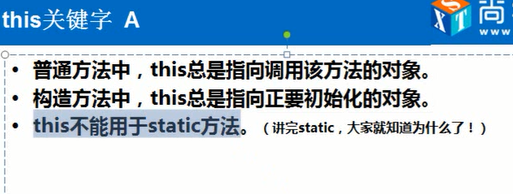 this关键字 A
尚
www.
• 普通方法中，this总是指向调用该方法的对象。
• 构造方法中，this总是指向正要初始化的对象。
• this不能用于static方法。（讲完static，大家就知道为什么了！）